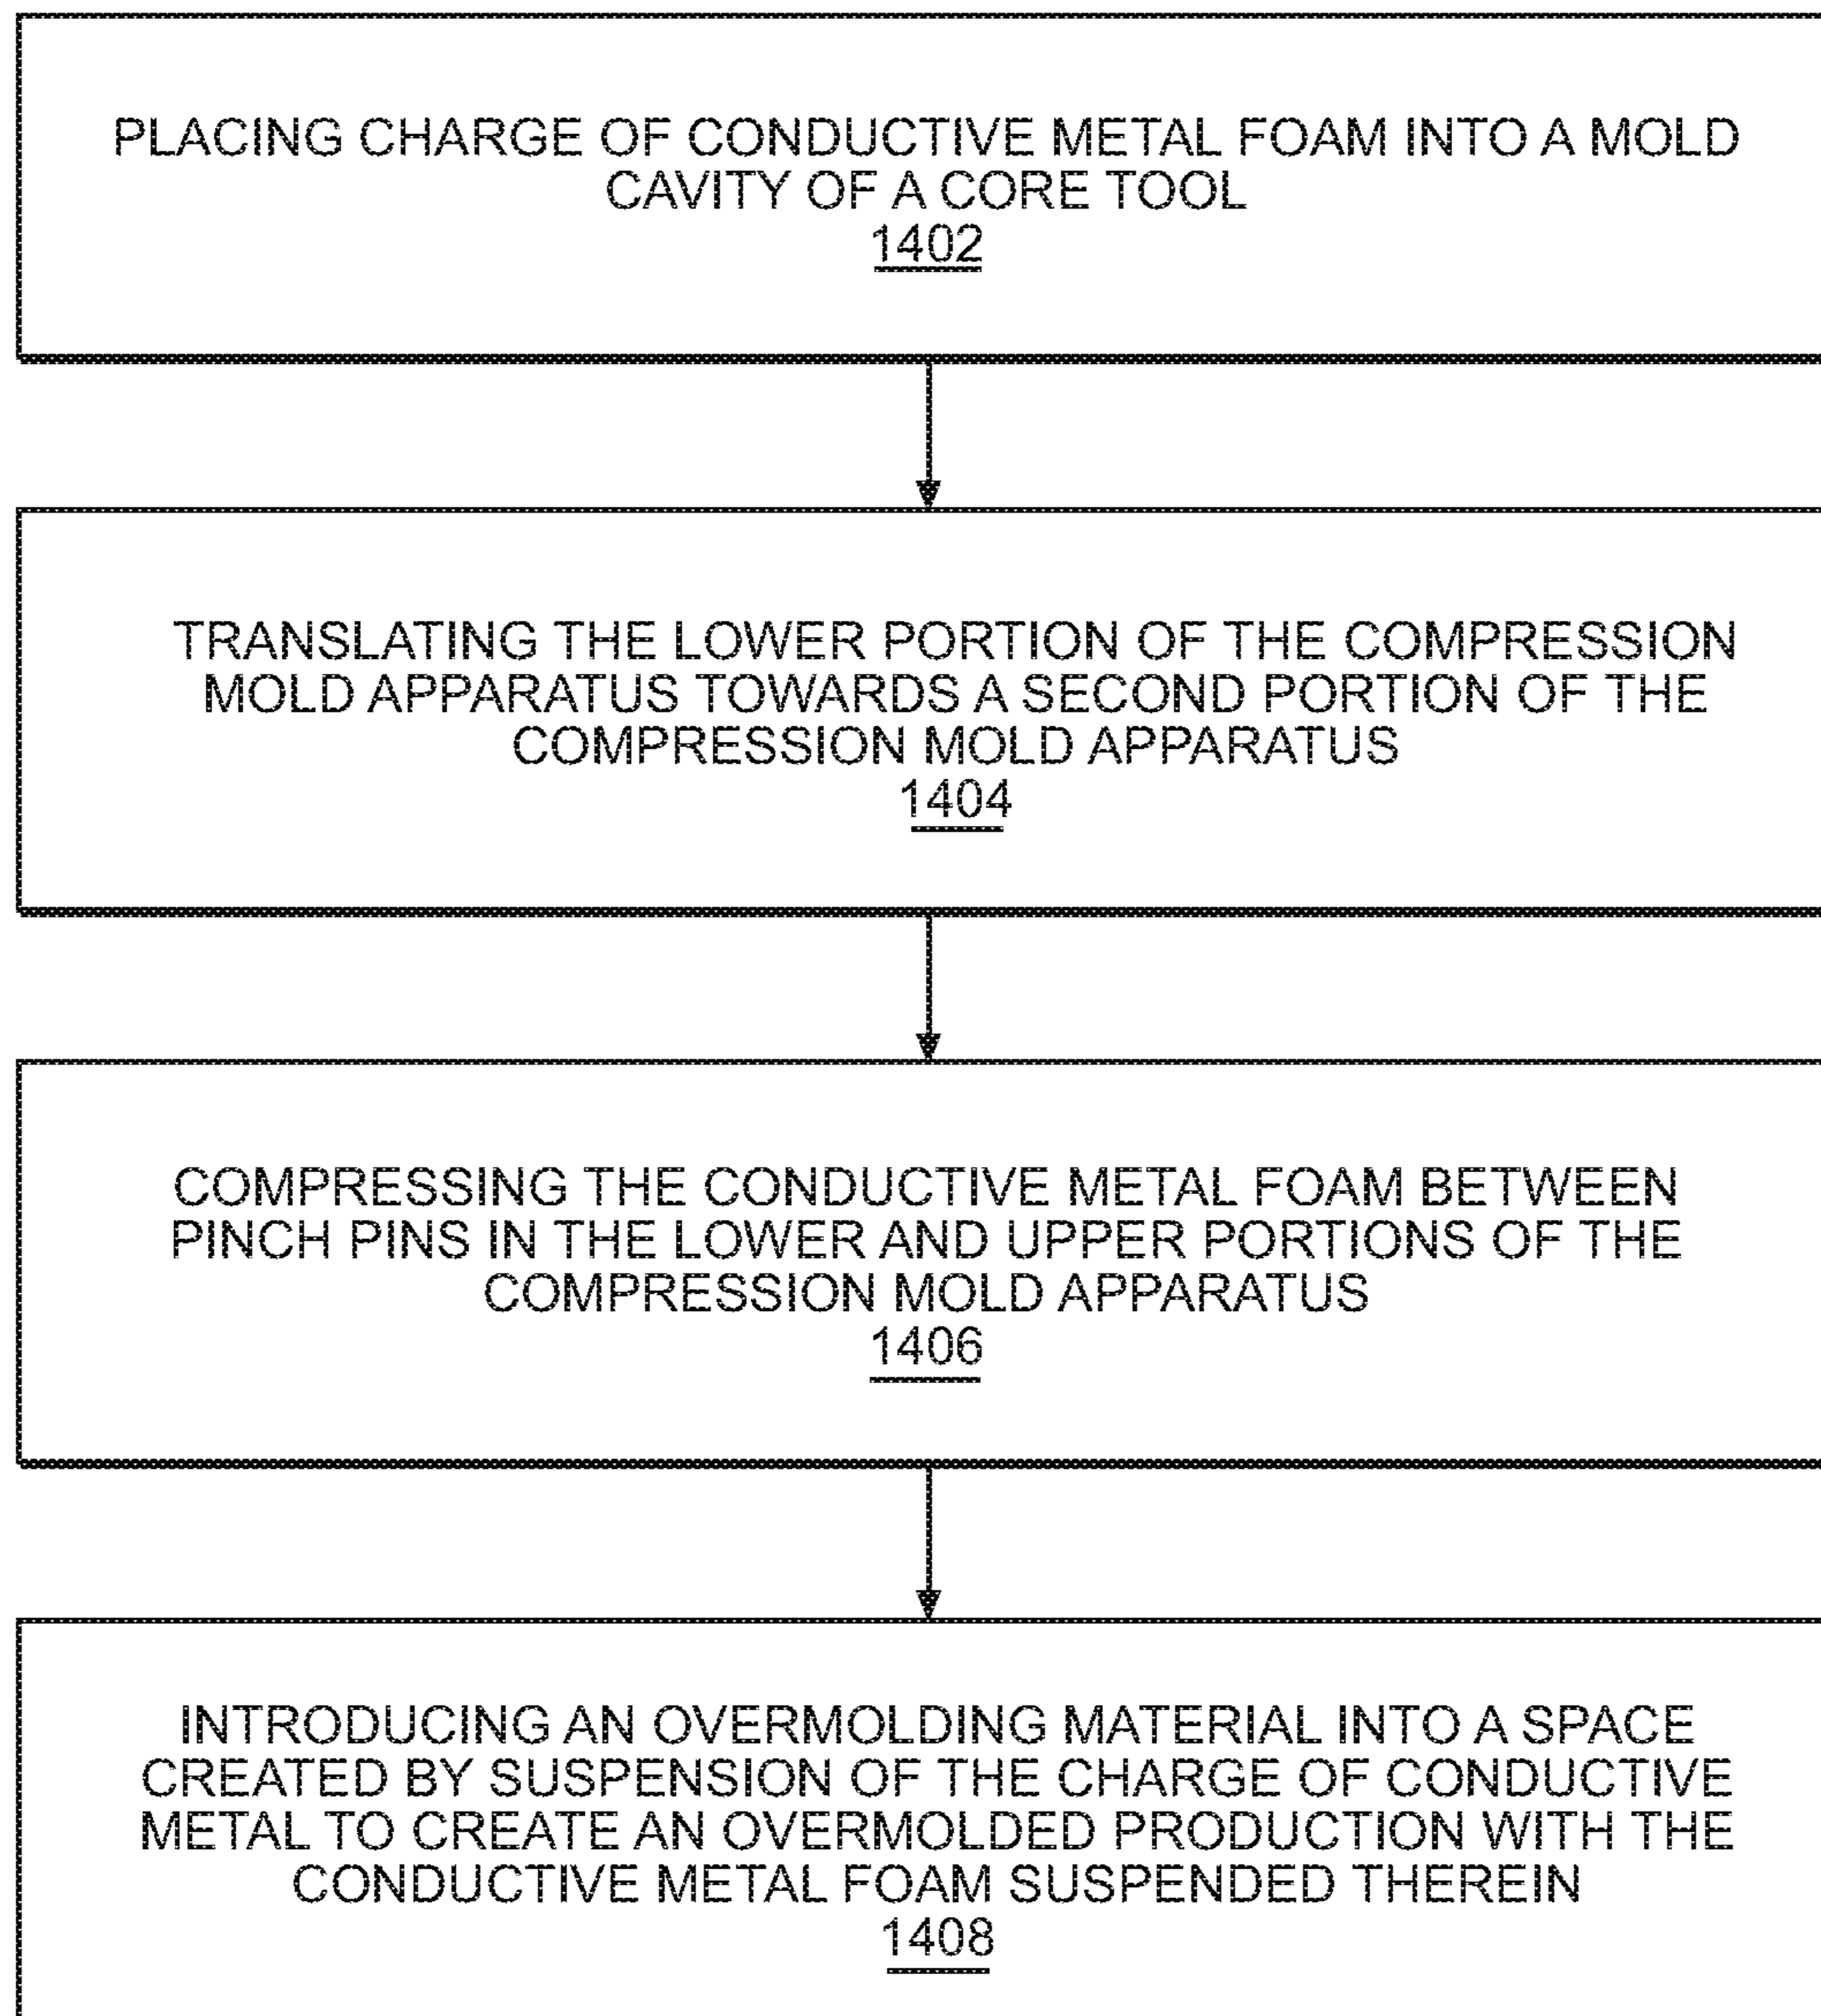 PLACING CHARGE OF CONDUCTIVE METAL FOAM INTO A MOLD
CAVITY OF A CORE TOOL
1402
TRANSLATING THE LOWER PORTION OF THE COMPRESSION
MOLD APPARATUS TOWARDS A SECOND PORTION OF THE
COMPRESSION MOLD APPARATUS
1404
COMPRESSING THE CONDUCTIVE METAL FOAM BETWEEN
PINCH PINS IN THE LOWER AND UPPER PORTIONS OF THE
COMPRESSION MOLD APPARATUS
1406
INTRODUCING AN OVERMOLDING MATERIAL INTO A SPACE
CREATED BY SUSPENSION OF THE CHARGE OF CONDUCTIVE
METAL TO CREATE AN OVERMOLDED PRODUCTION WITH THE
CONDUCTIVE METAL FOAM SUSPENDED THEREIN
1408